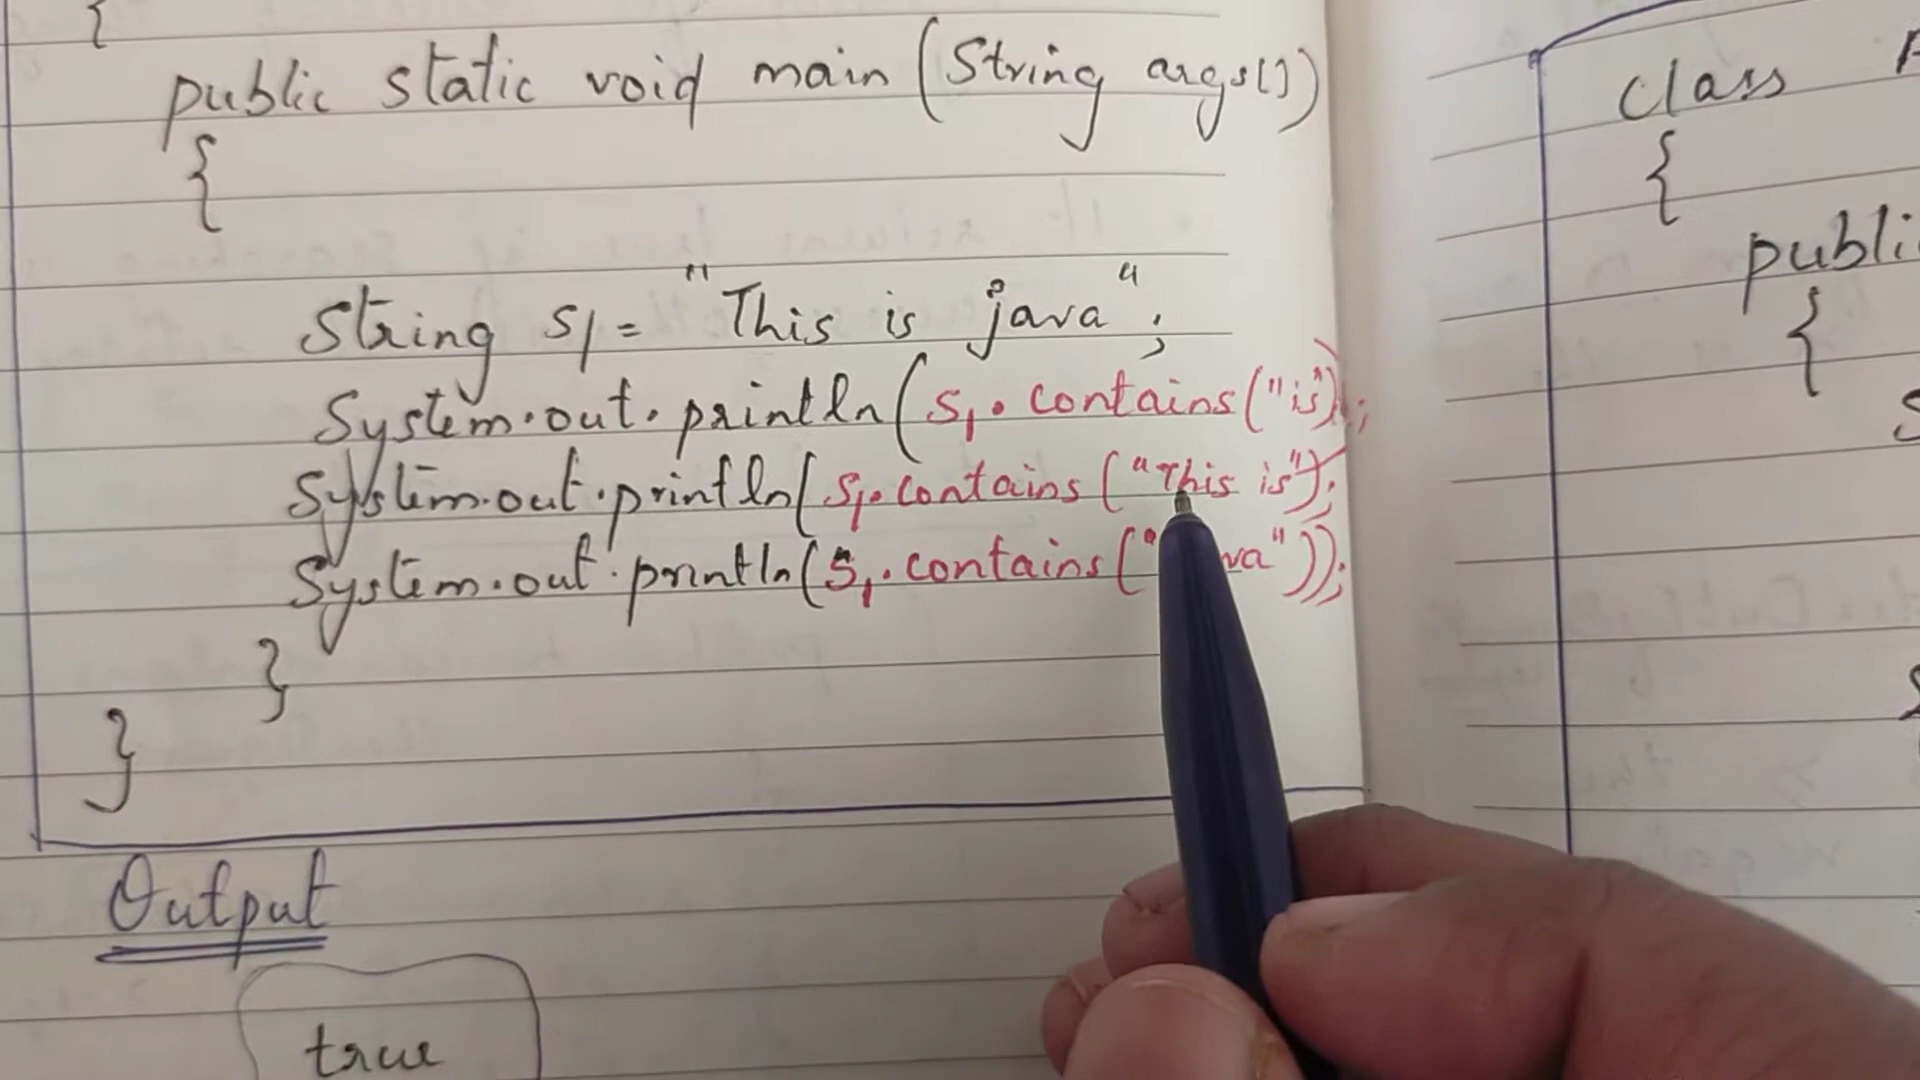 {
public static void main (String args[])
{
String s1 = "This is java";
System.out.println(s1.contains("is"));
System.out.println(s1.contains("This is"));
System.out.println(s1.contains("
}
}
Output
true
class
{
public
{